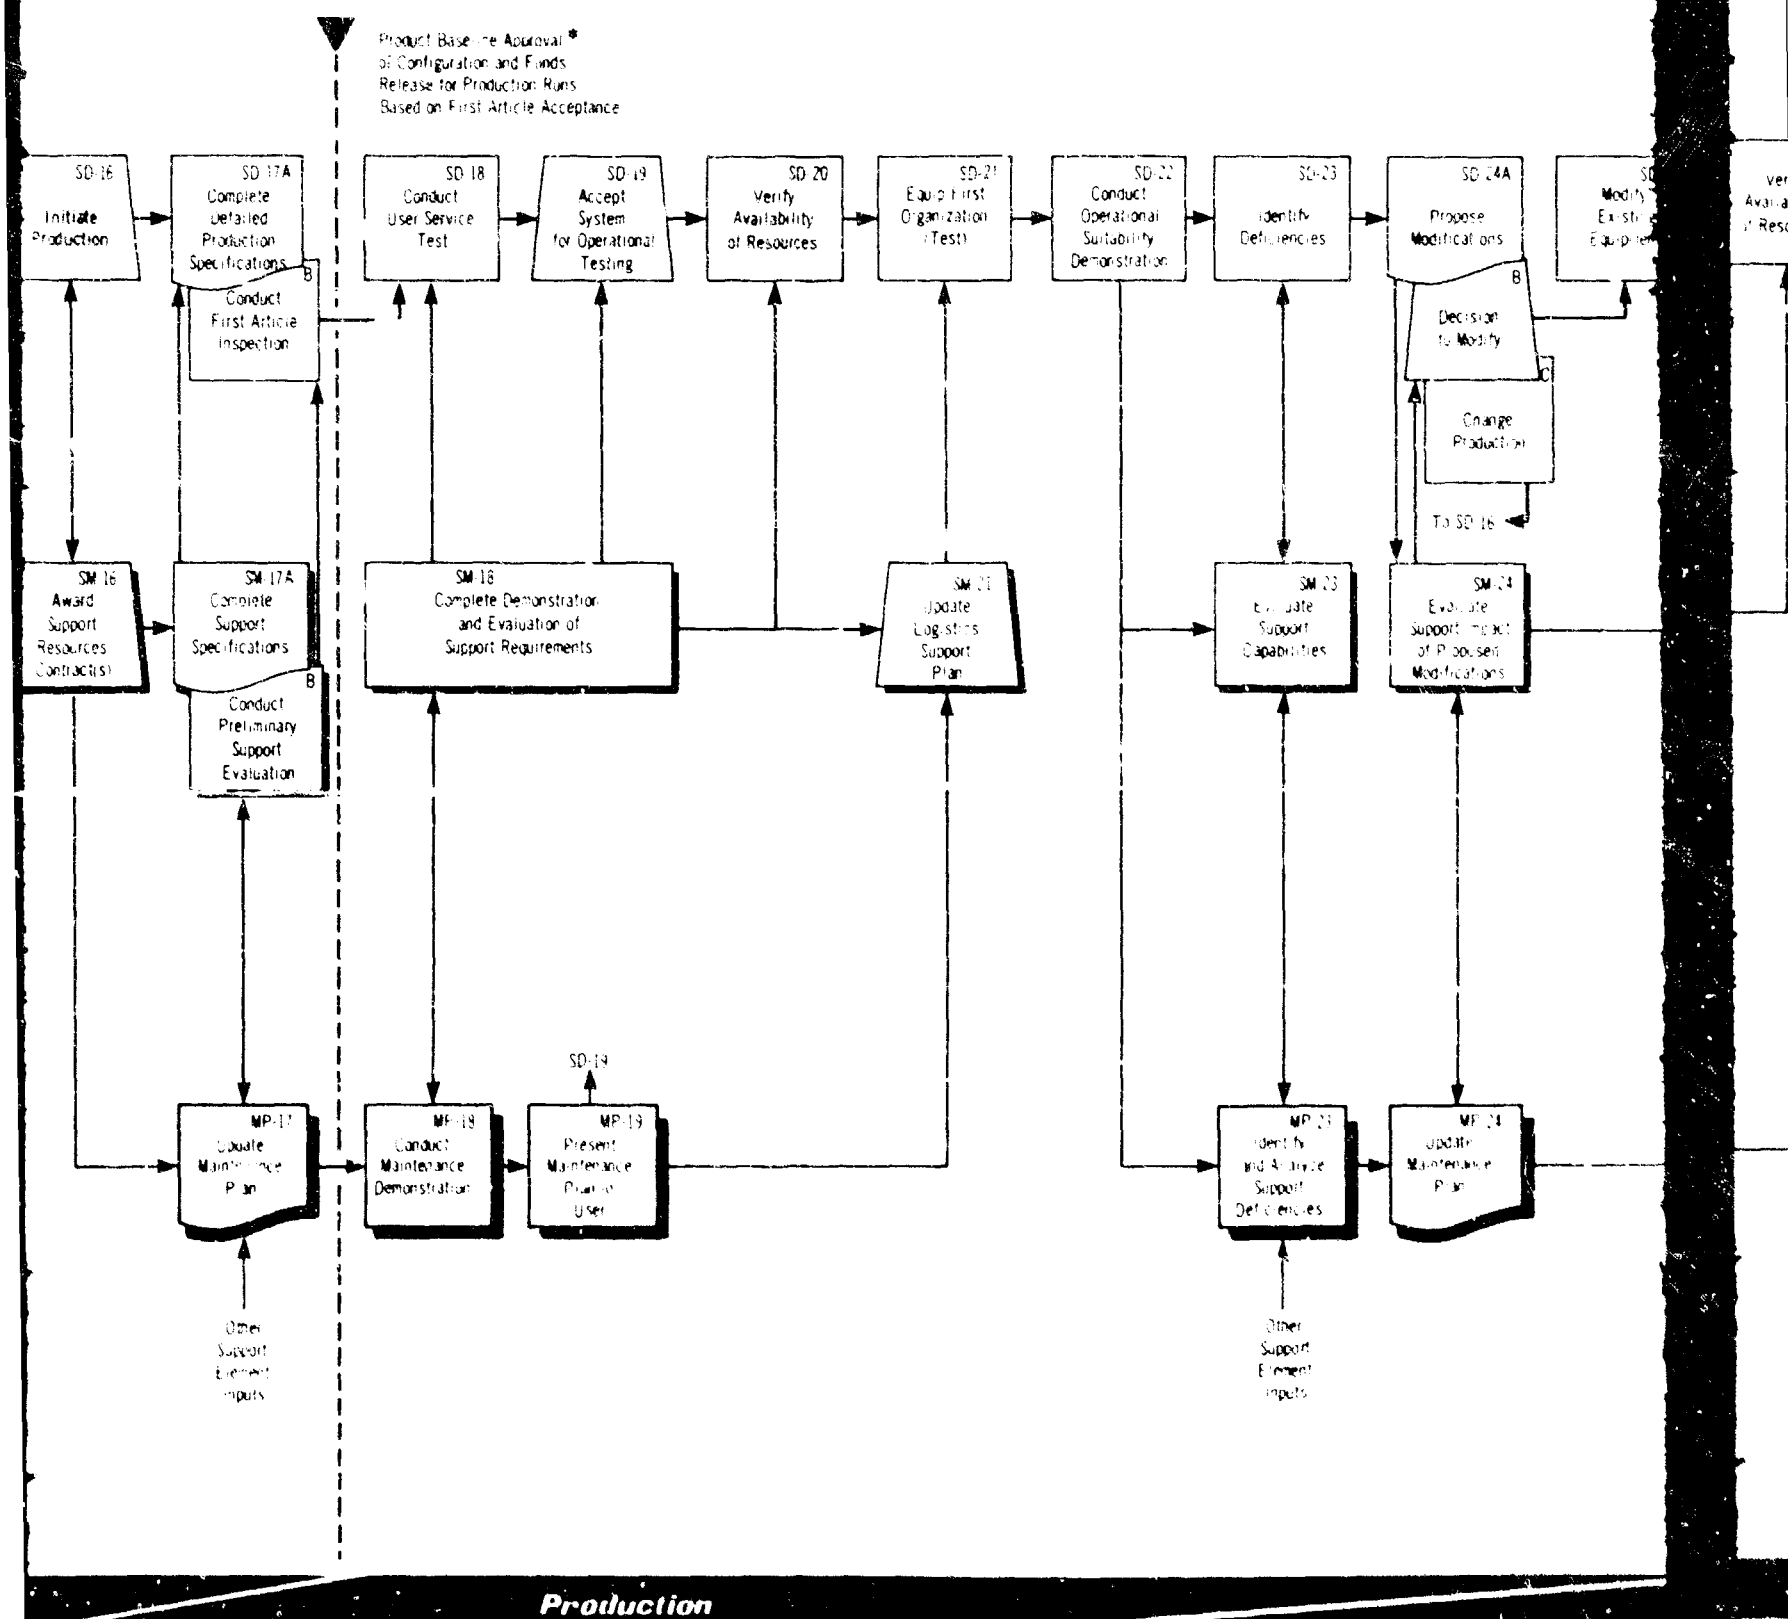 Product Baseline Approval *
of Configuration and Funds
Release for Production Runs
Based on First Article Acceptance
SD-16
Initiate
Production
SD-17A
Complete
Detailed
Production
Specifications
B
Conduct
First Article
Inspection
SD-18
Conduct
User Service
Test
SD-19
Accept
System
for Operational
Testing
SD-20
Verify
Availability
of Resources
SD-21
Equip First
Organization
(Test)
SD-22
Conduct
Operational
Suitability
Demonstration
SD-23
Identify
Deficiencies
SD-24A
Propose
Modifications
B
Decision
to Modify
C
Change
Production
To SD-16
Modify
SM-16
Award
Support
Resources
Contract(s)
SM-17A
Complete
Support
Specifications
B
Conduct
Preliminary
Support
Evaluation
SM-18
Complete Demonstration
and Evaluation of
Support Requirements
SM-21
Update
Logistics
Support
Plan
SM-23
Evaluate
Support
Capabilities
SM-24
Evaluate
Support Impact
of Proposed
Modifications
MP-17
Update
Maintenance
Plan
Other
Support
Element
Inputs
MP-18
Conduct
Maintenance
Demonstration
SD-19
MP-19
Present
Maintenance
Plan to
User
MP-23
Identify
and Analyze
Support
Deficiencies
Other
Support
Element
Inputs
MP-24
Update
Maintenance
Plan
Production